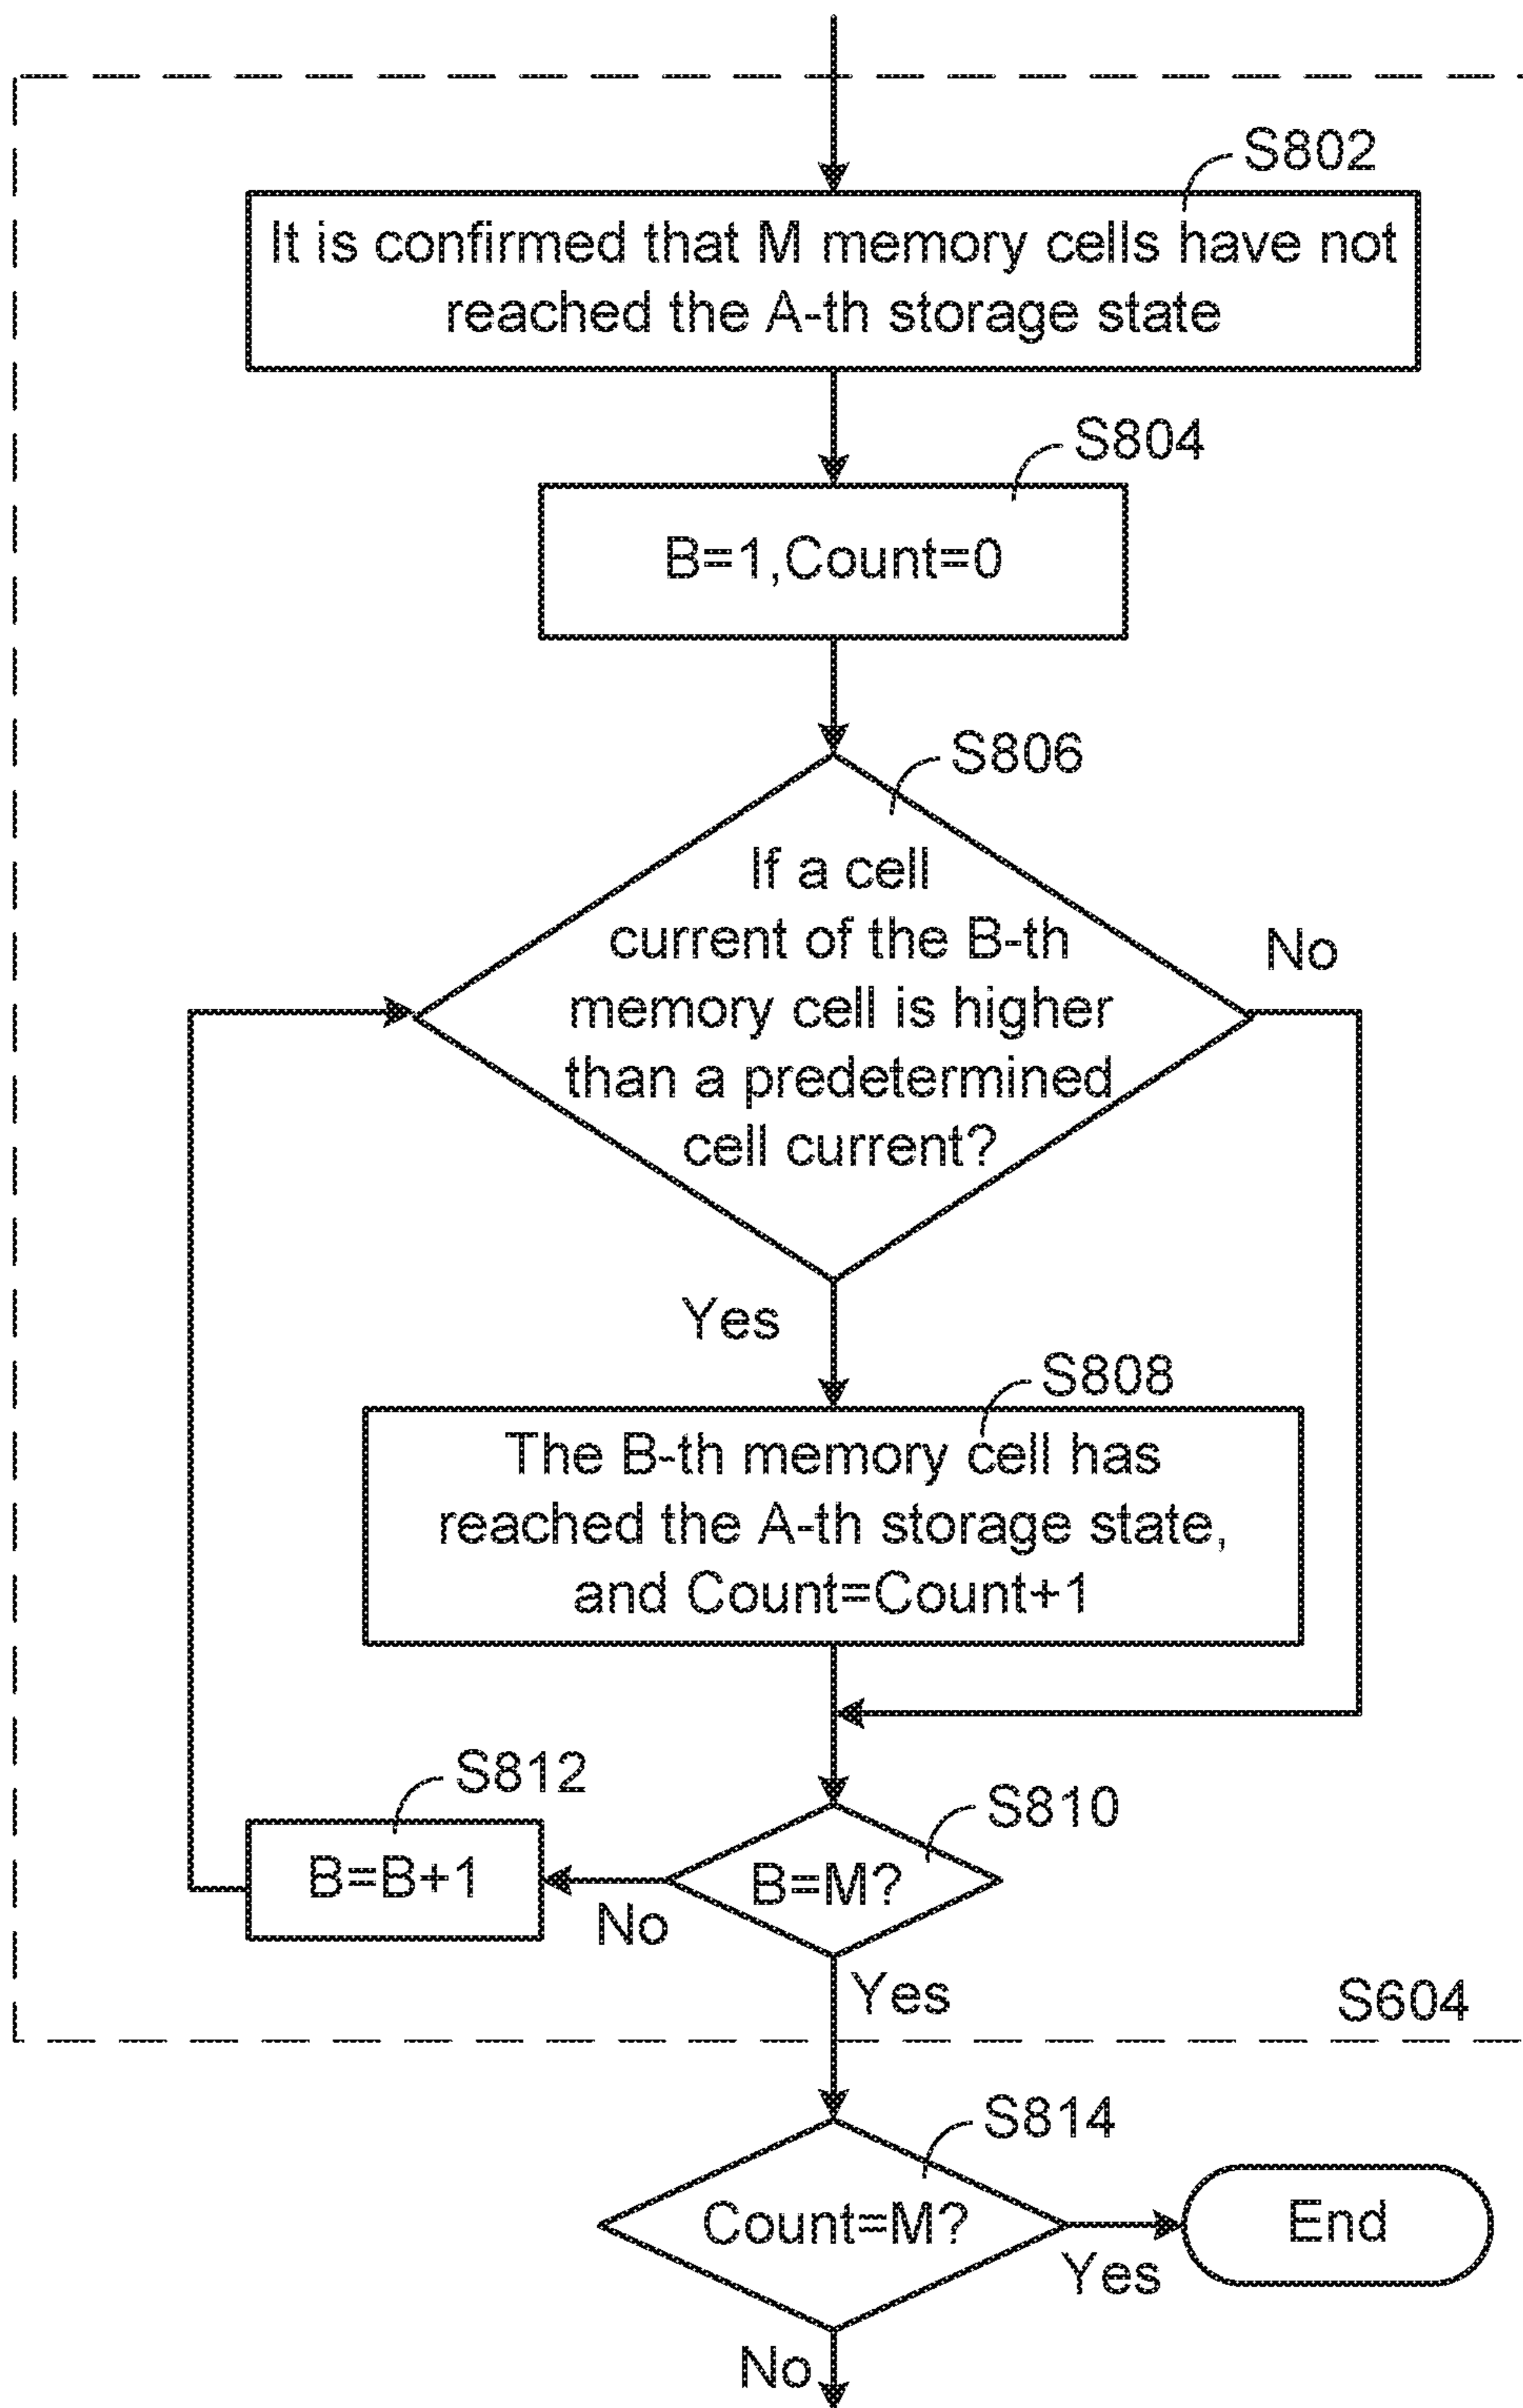 S802
It is confirmed that M memory cells have not
reached the A-th storage state
S804
B=1,Count=0
S806
If a cell
current of the B-th
memory cell is higher
than a predetermined
cell current?
No
Yes
S808
The B-th memory cell has
reached the A-th storage state,
and Count=Count+1
S812
S810
B=B+1
B=M?
No
Yes
S604
S814
Count=M?
End
Yes
No